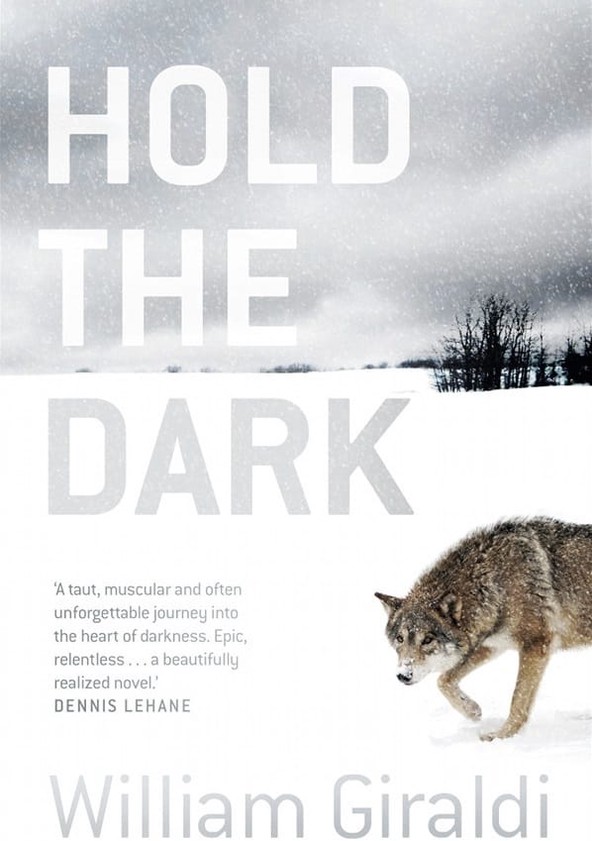 HOLD
THE
DARK
‘A taut, muscular and often
unforgettable journey into
the heart of darkness. Epic,
relentless . . . a beautifully
realized novel.’
DENNIS LEHANE
William Giraldi